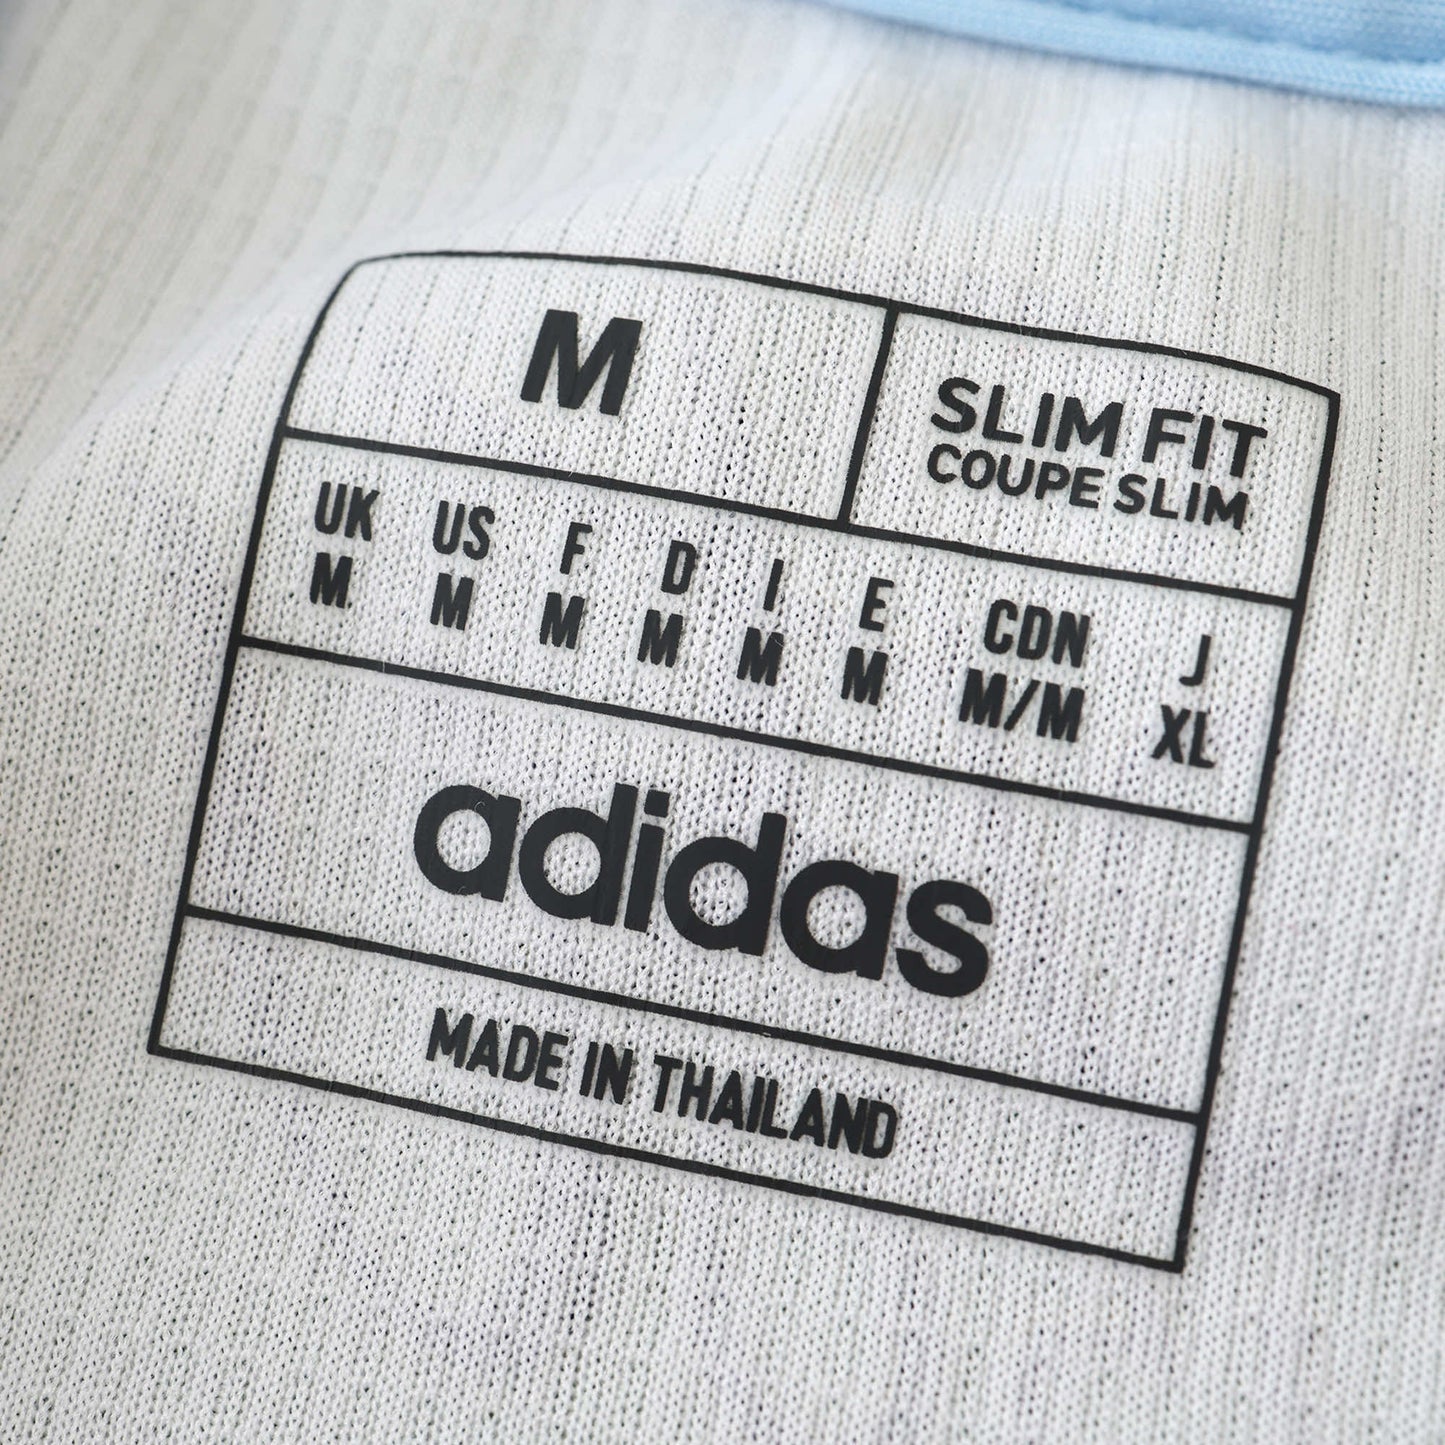 M
SLIM FIT
COUPE SLIM
UK US F D I E CDN J
M M M M M M M/M XL
adidas
MADE IN THAILAND